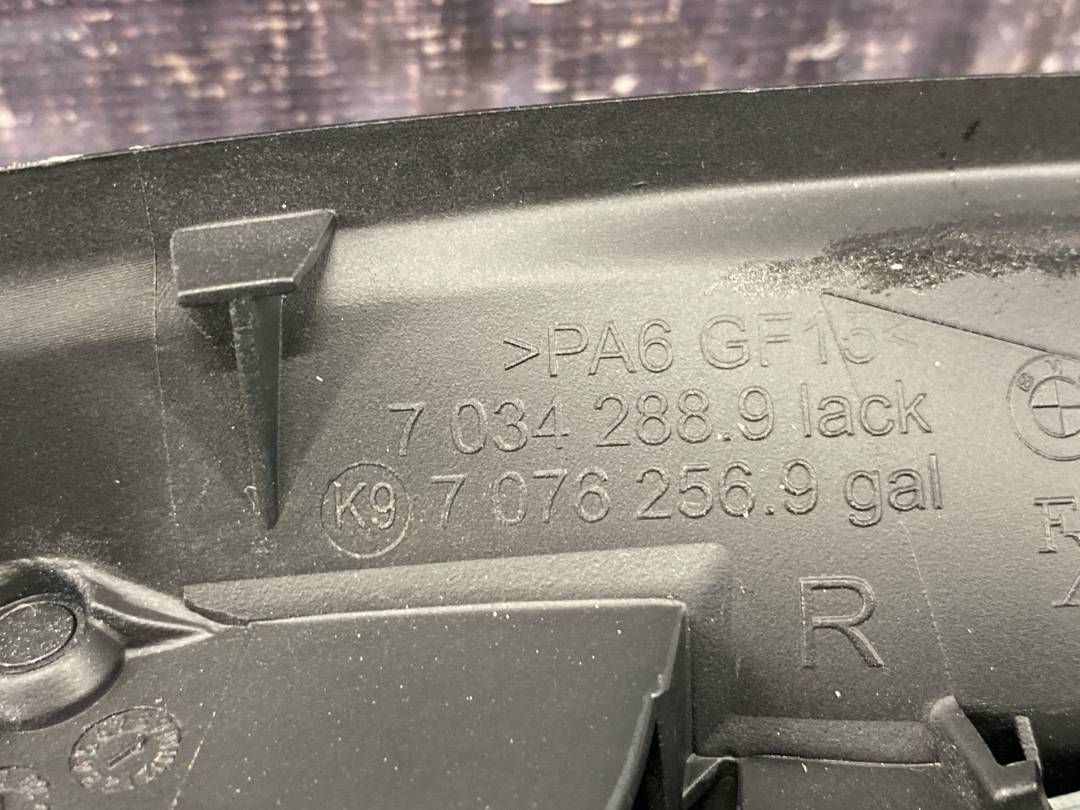 >PA6 GF15<
7 034 288.9 lack
K9 7 076 256.9 gal
R